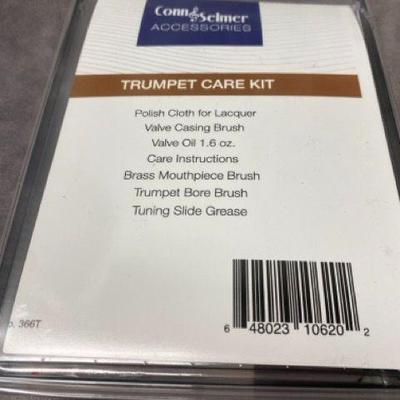 Conn Selmer
ACCESSORIES
TRUMPET CARE KIT
Polish Cloth for Lacquer
Valve Casing Brush
Valve Oil 1.6 oz.
Care Instructions
Brass Mouthpiece Brush
Trumpet Bore Brush
Tuning Slide Grease
366T
6 48023 10620 2